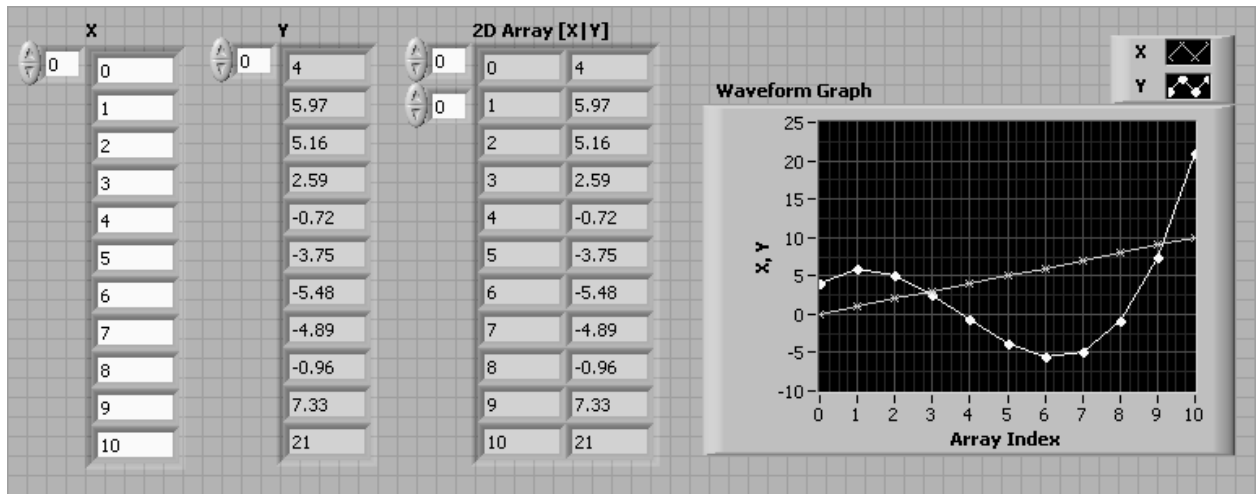 X Y 2D Array [X|Y]
0 0 0 4 0 0 4
1 5.97 0 1 5.97
2 5.16 2 5.16
3 2.59 3 2.59
4 -0.72 4 -0.72
5 -3.75 5 -3.75
6 -5.48 6 -5.48
7 -4.89 7 -4.89
8 -0.96 8 -0.96
9 7.33 9 7.33
10 21 10 21
X
Y
Waveform Graph
25
20
15
10
5
0
-5
-10
X, Y
0 1 2 3 4 5 6 7 8 9 10
Array Index